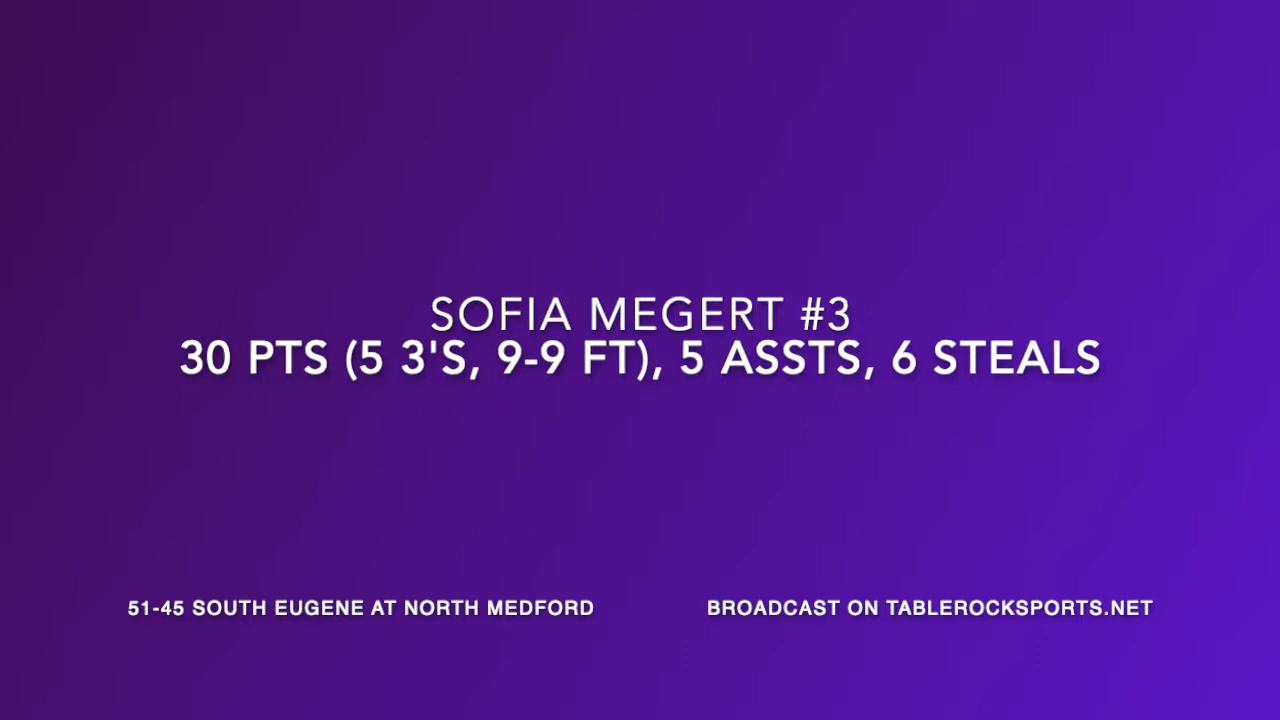 SOFIA MEGERT #3
30 PTS (5 3'S, 9-9 FT), 5 ASSTS, 6 STEALS
51-45 SOUTH EUGENE AT NORTH MEDFORD
BROADCAST ON TABLEROCKSPORTS.NET